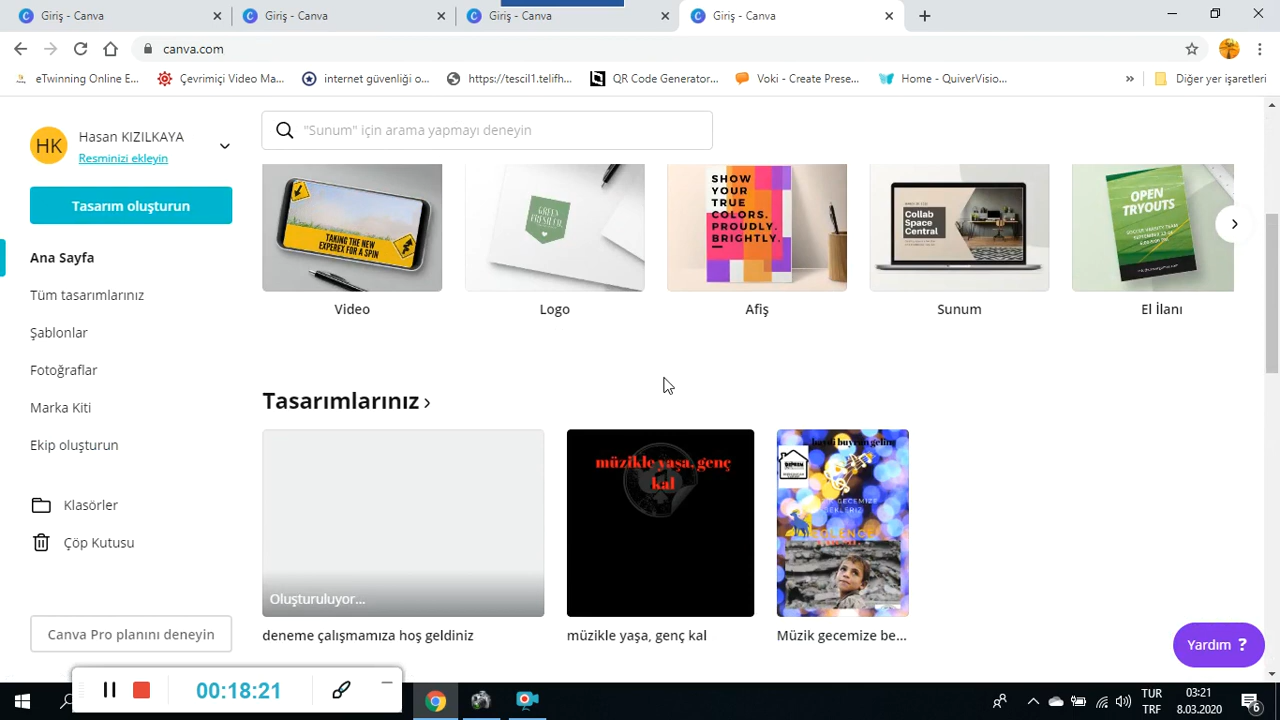 Giriş - Canva
Giriş - Canva
Giriş - Canva
Giriş - Canva
canva.com
eTwinning Online E...
Çevrimiçi Video Ma...
internet güvenliği o...
https://tescil1.telifh...
QR Code Generator...
Voki - Create Prese...
Home - QuiverVisio...
»
Diğer yer işaretleri
HK
Hasan KIZILKAYA
Resminizi ekleyin
"Sunum" için arama yapmayı deneyin
Tasarım oluşturun
Ana Sayfa
Tüm tasarımlarınız
Şablonlar
Fotoğraflar
Marka Kiti
Ekip oluşturun
Klasörler
Çöp Kutusu
Canva Pro planını deneyin
TAKING THE NEW
EXPEREX FOR A SPIN
GREEN
SHOW
YOUR
TRUE
COLORS.
PROUDLY.
BRIGHTLY.
Collab
Space
Central
OPEN
TRYOUTS
Video
Logo
Afiş
Sunum
El İlanı
Tasarımlarınız ›
Oluşturuluyor...
müzikle yaşa, genç
kal
haydi buyrun geling
deneme çalışmamıza hoş geldiniz
müzikle yaşa, genç kal
Müzik gecemize be...
Yardım ?
00:18:21
TUR
TRF
03:21
8.03.2020
6